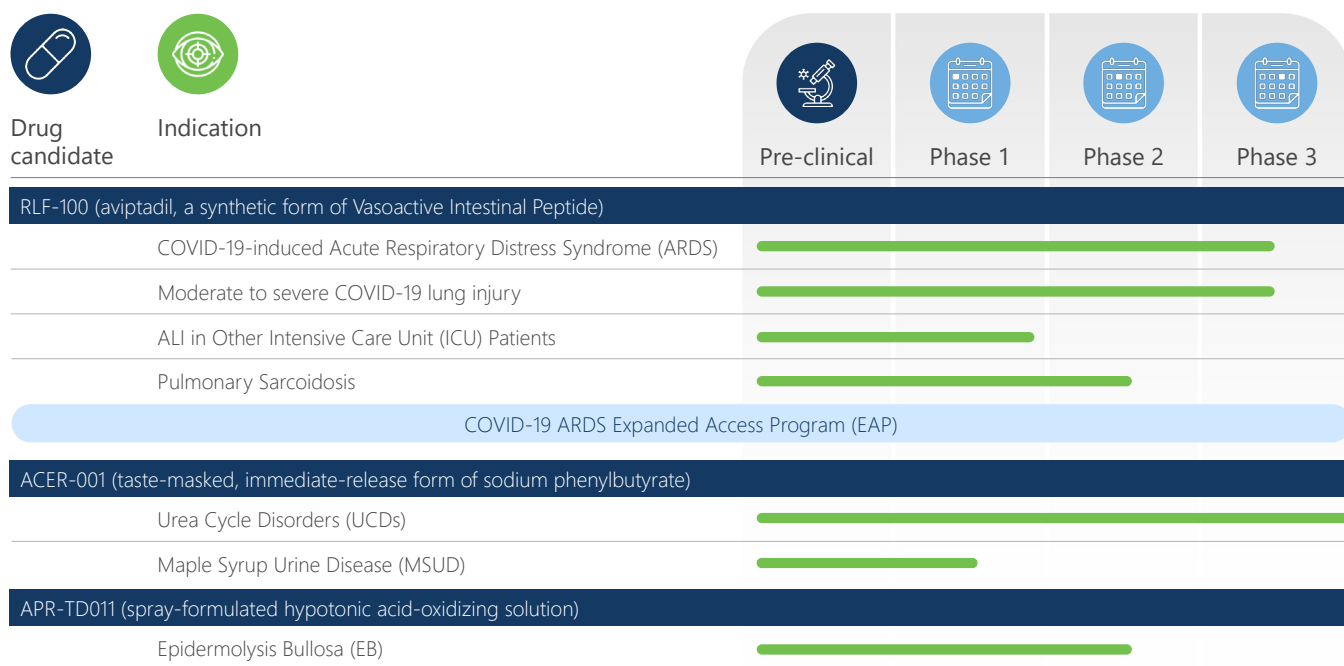 Drug
candidate
Indication
Pre-clinical
Phase 1
Phase 2
Phase 3
RLF-100 (aviptadil, a synthetic form of Vasoactive Intestinal Peptide)
COVID-19-induced Acute Respiratory Distress Syndrome (ARDS)
Moderate to severe COVID-19 lung injury
ALI in Other Intensive Care Unit (ICU) Patients
Pulmonary Sarcoidosis
COVID-19 ARDS Expanded Access Program (EAP)
ACER-001 (taste-masked, immediate-release form of sodium phenylbutyrate)
Urea Cycle Disorders (UCDs)
Maple Syrup Urine Disease (MSUD)
APR-TD011 (spray-formulated hypotonic acid-oxidizing solution)
Epidermolysis Bullosa (EB)